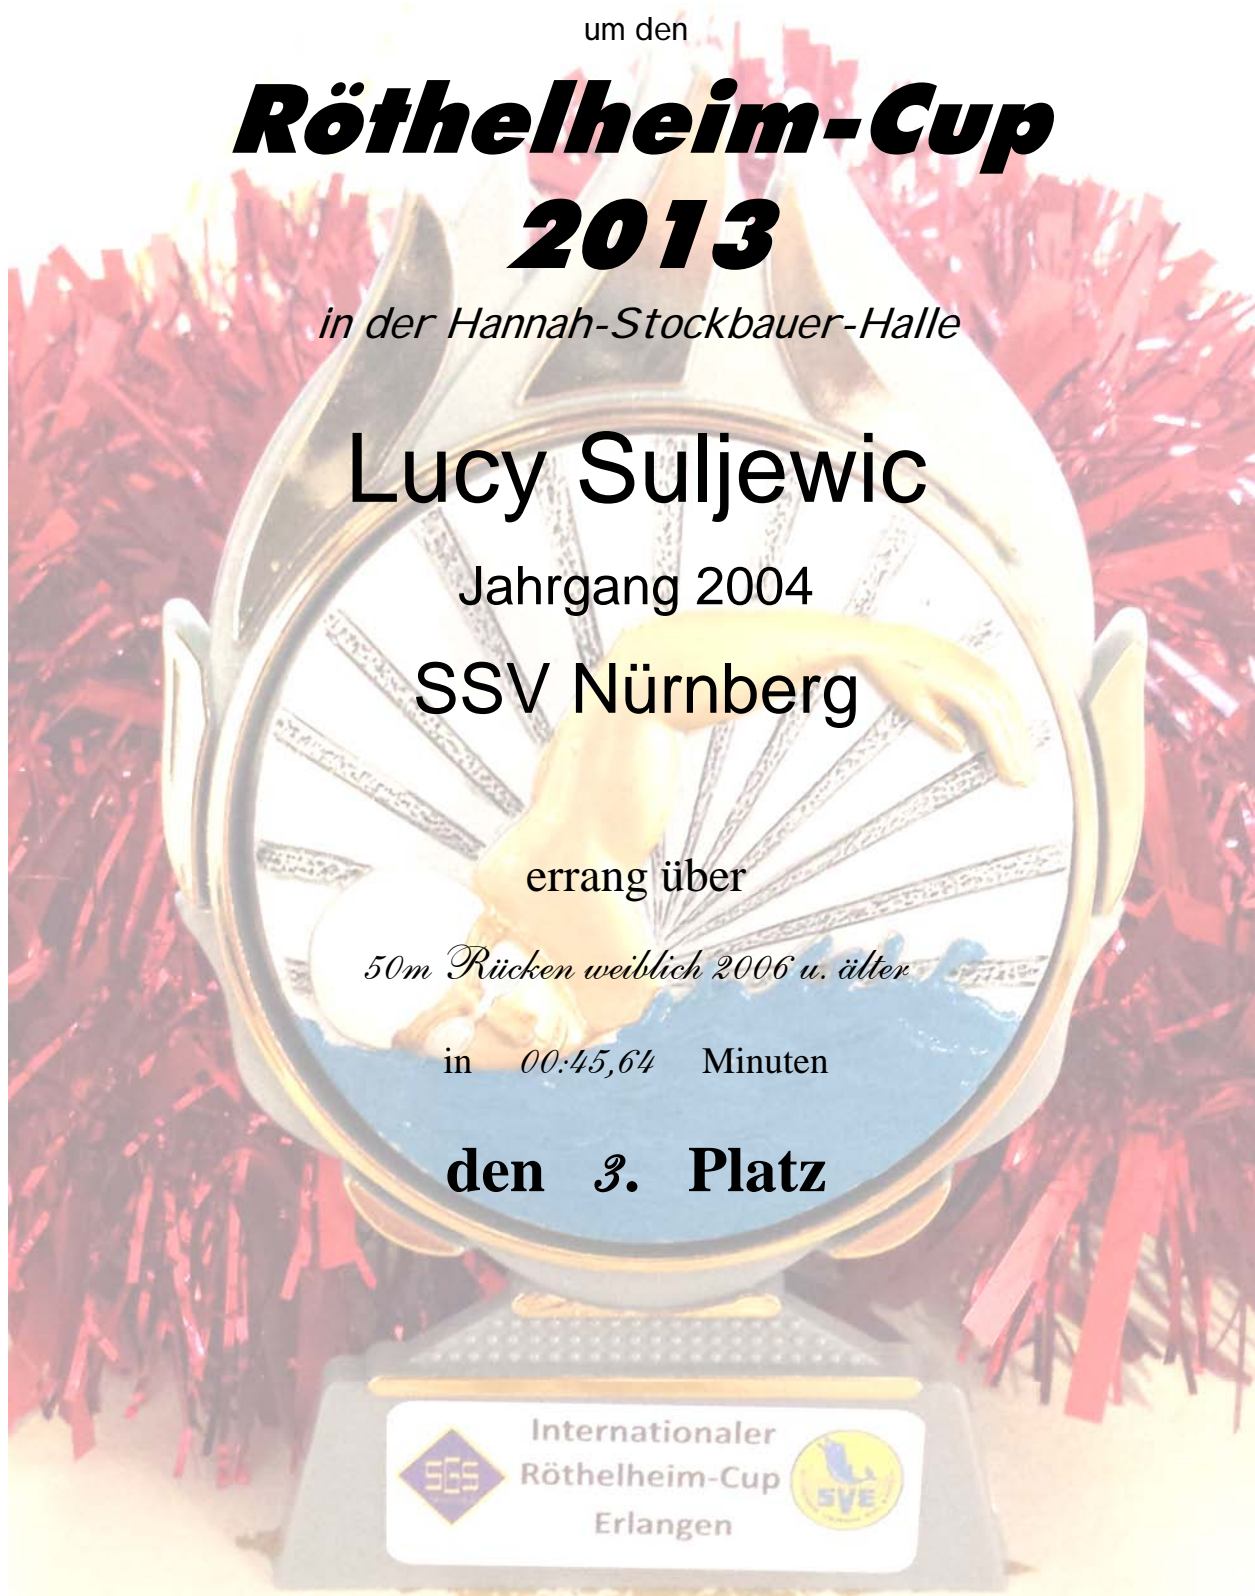 um den
Röthelheim-Cup
2013
in der Hannah-Stockbauer-Halle
Lucy Suljewic
Jahrgang 2004
SSV Nürnberg
errang über
50m Rücken weiblich 2006 u. älter
in 00:45,64 Minuten
den 3. Platz
Internationaler
SGS Röthelheim-Cup
SVE
Erlangen